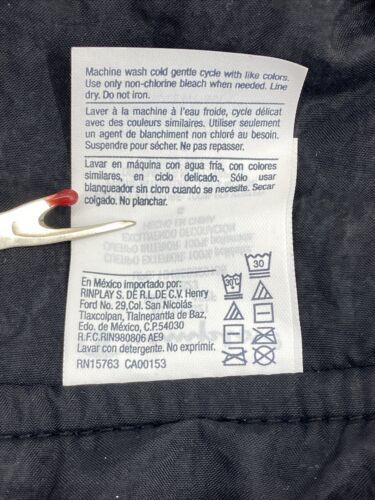 Machine wash cold gentle cycle with like colors.
Use only non-chlorine bleach when needed. Line
dry. Do not iron.
Laver à la machine à l'eau froide, cycle délicat
avec des couleurs similaires. Utiliser seulement
un agent de blanchiment non chloré au besoin.
Suspendre pour sécher. Ne pas repasser.
Lavar en máquina con agua fría, con colores
similares, en ciclo delicado. Sólo usar
blanqueador sin cloro cuando se necesite. Secar
colgado. No planchar.
En México importado por:
RINPLAY S. DE R.L.DE C.V. Henry
Ford No. 29,Col. San Nicolás
Tlaxcolpan, Tlalnepantla de Baz,
Edo. de México, C.P.54030
R.F.C.RIN980806 AE9
Lavar con detergente. No exprimir.
RN15763 CA00153
30
30°C